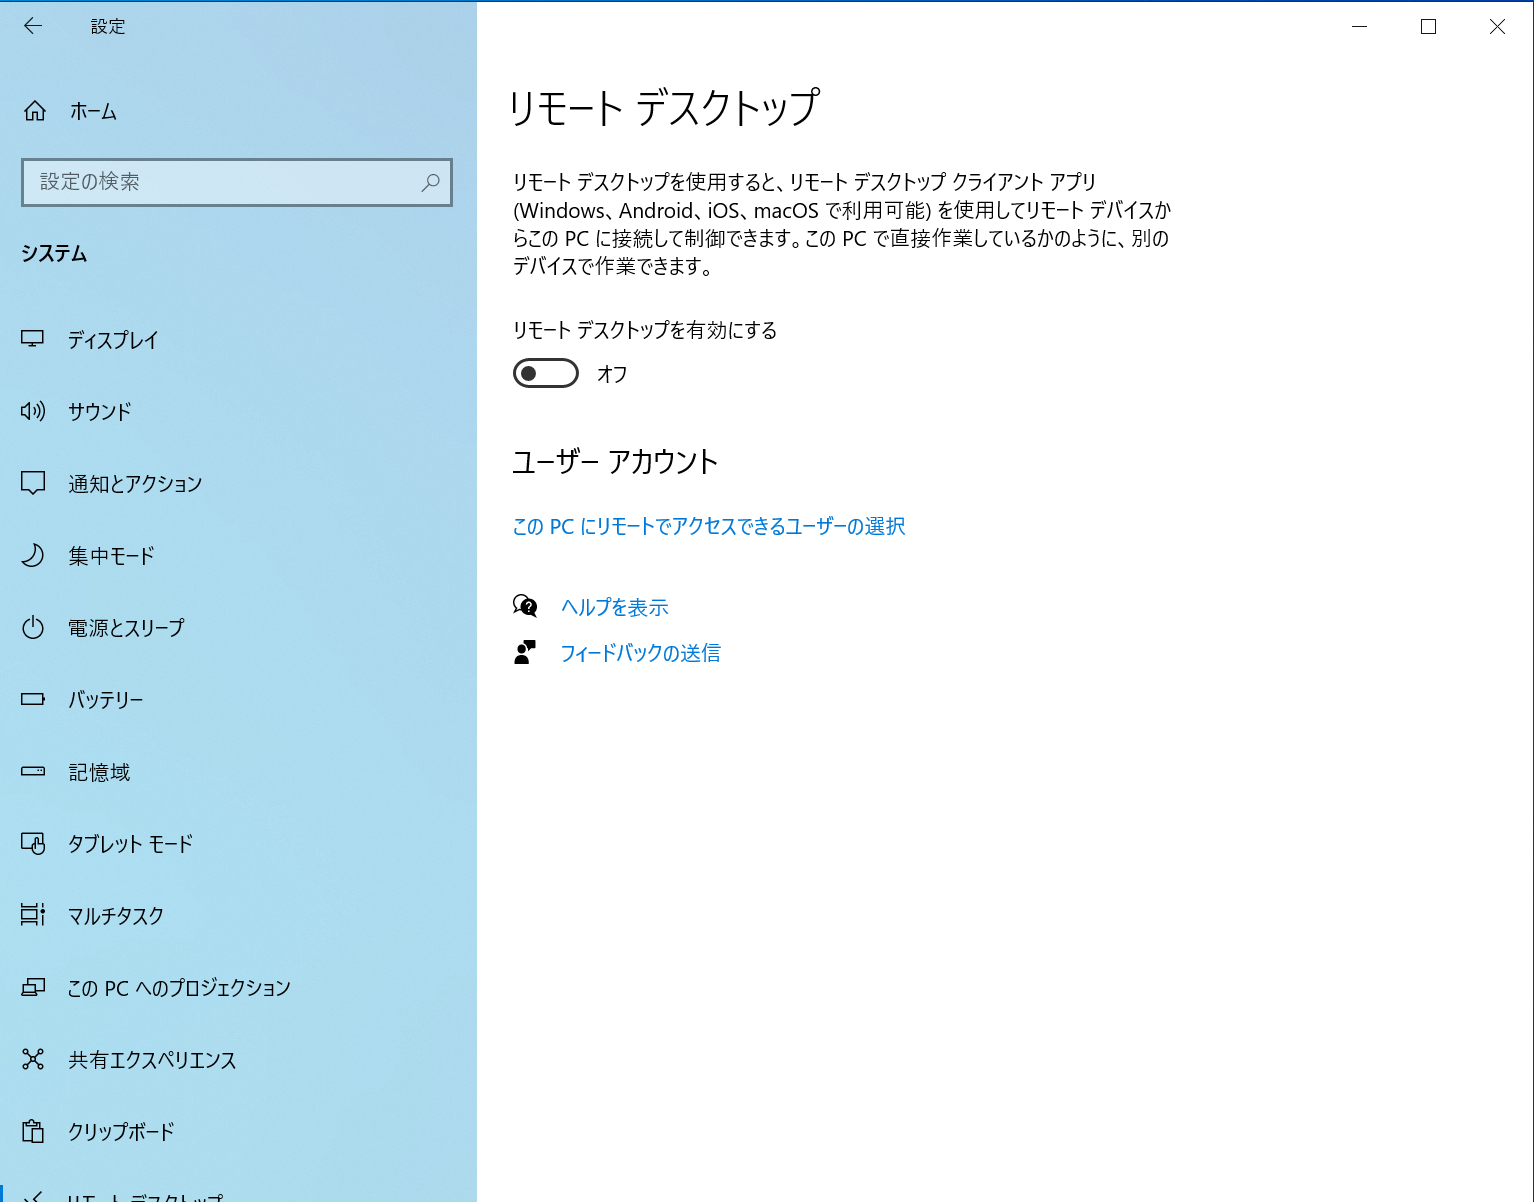 設定
ホーム
設定の検索
システム
ディスプレイ
サウンド
通知とアクション
集中モード
電源とスリープ
バッテリー
記憶域
タブレット モード
マルチタスク
この PC へのプロジェクション
共有エクスペリエンス
クリップボード
リモート デスクトップ
リモート デスクトップ
リモート デスクトップを使用すると、リモート デスクトップ クライアント アプリ
(Windows、Android、iOS、macOS で利用可能) を使用してリモート デバイスか
らこの PC に接続して制御できます。この PC で直接作業しているかのように、別の
デバイスで作業できます。
リモート デスクトップを有効にする
オフ
ユーザー アカウント
この PC にリモートでアクセスできるユーザーの選択
ヘルプを表示
フィードバックの送信